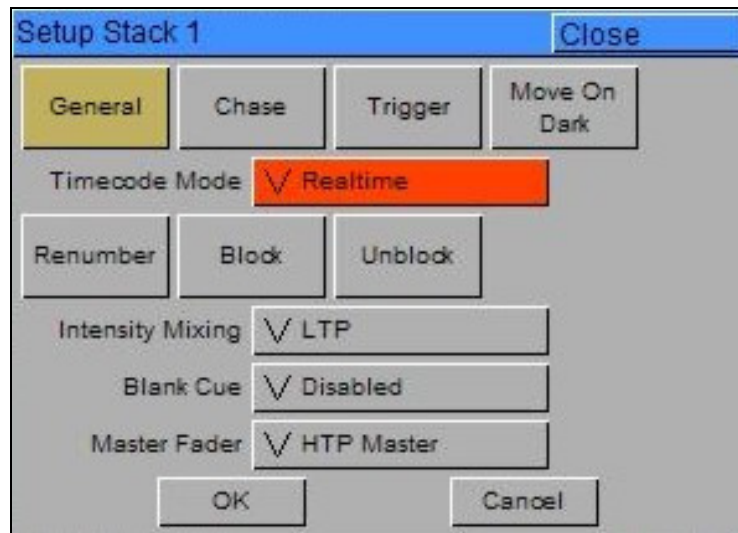 Setup Stack 1 Close
General Chase Trigger Move On Dark
Timecode Mode Realtime
Renumber Block Unblock
Intensity Mixing LTP
Blank Cue Disabled
Master Fader HTP Master
OK Cancel